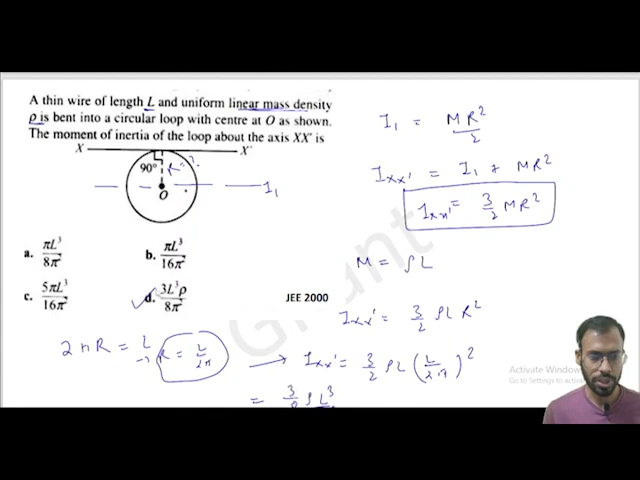 A thin wire of length L and uniform linear mass density
ρ is bent into a circular loop with centre at O as shown.
The moment of inertia of the loop about the axis XX' is
X X'
90° R = ?
O I₁
a. πL³/8π² b. πL³/16π²
c. 5πL³/16π² d. 3L³ρ/8π²
JEE 2000
2πR = L → R = L/2π
I₁ = MR²/2
Ixx' = I₁ + MR²
Ixx' = 3/2 MR²
M = ρL
Ixx' = 3/2 ρL R²
→ Ixx' = 3/2 ρL (L/2π)²
= 3/8 ρL³
Activate Windows
Go to Settings to activate